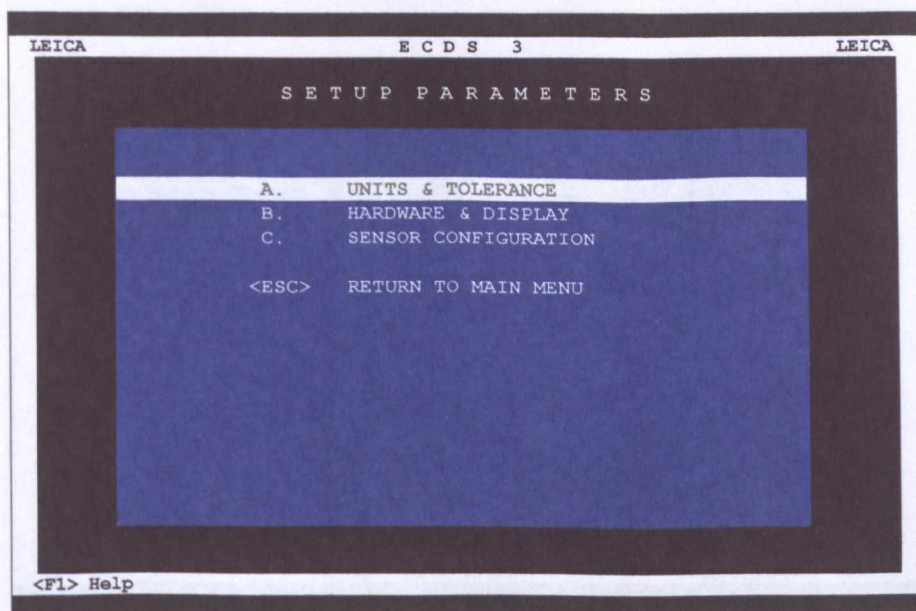 LEICA E C D S 3 LEICA
S E T U P P A R A M E T E R S
A. UNITS & TOLERANCE
B. HARDWARE & DISPLAY
C. SENSOR CONFIGURATION
<ESC> RETURN TO MAIN MENU
<F1> Help